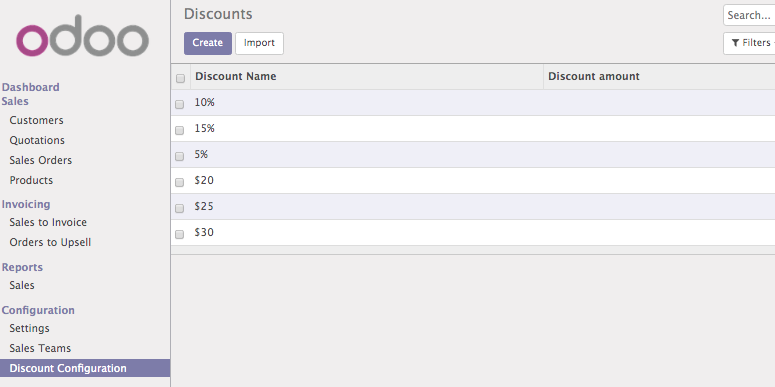 odoo
Discounts
Search...
Create
Import
Filters
Discount Name
Discount amount
10%
15%
5%
$20
$25
$30
Dashboard
Sales
Customers
Quotations
Sales Orders
Products
Invoicing
Sales to Invoice
Orders to Upsell
Reports
Sales
Configuration
Settings
Sales Teams
Discount Configuration